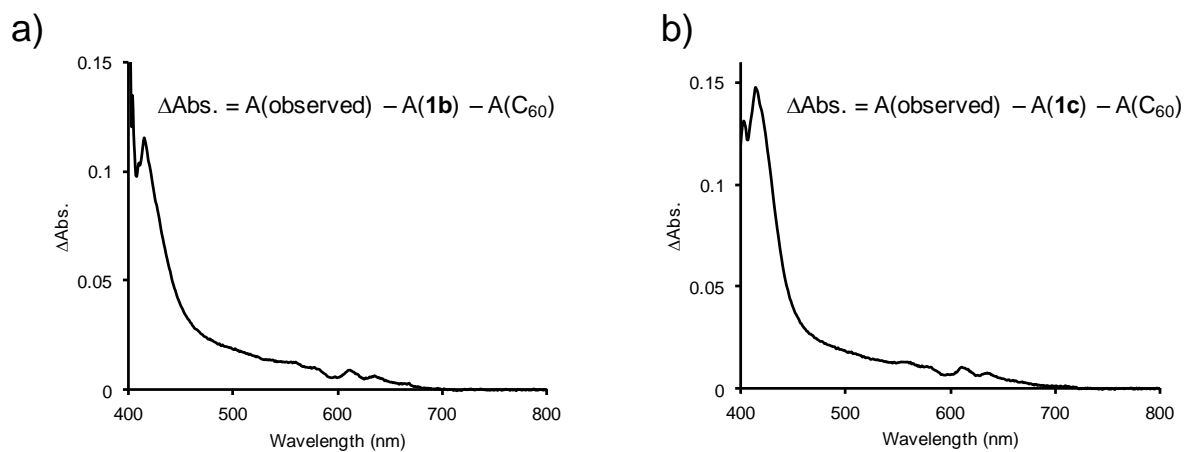 a)
0.15
0.1
0.05
0
400 500 600 700 800
ΔAbs.
Wavelength (nm)
ΔAbs. = A(observed) − A(1b) − A(C60)
b)
0.15
0.1
0.05
0
400 500 600 700 800
ΔAbs.
Wavelength (nm)
ΔAbs. = A(observed) − A(1c) − A(C60)